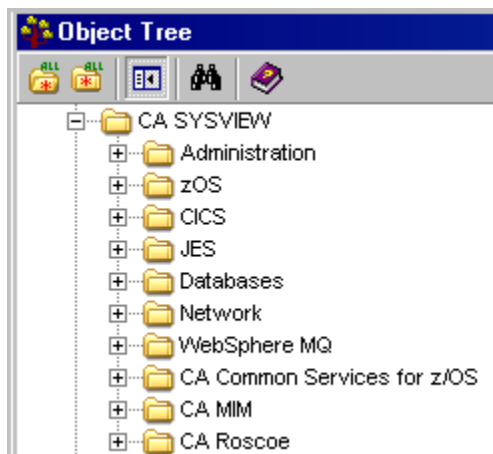 Object Tree
ALL ALL
CA SYSVIEW
Administration
zOS
CICS
JES
Databases
Network
WebSphere MQ
CA Common Services for z/OS
CA MIM
CA Roscoe